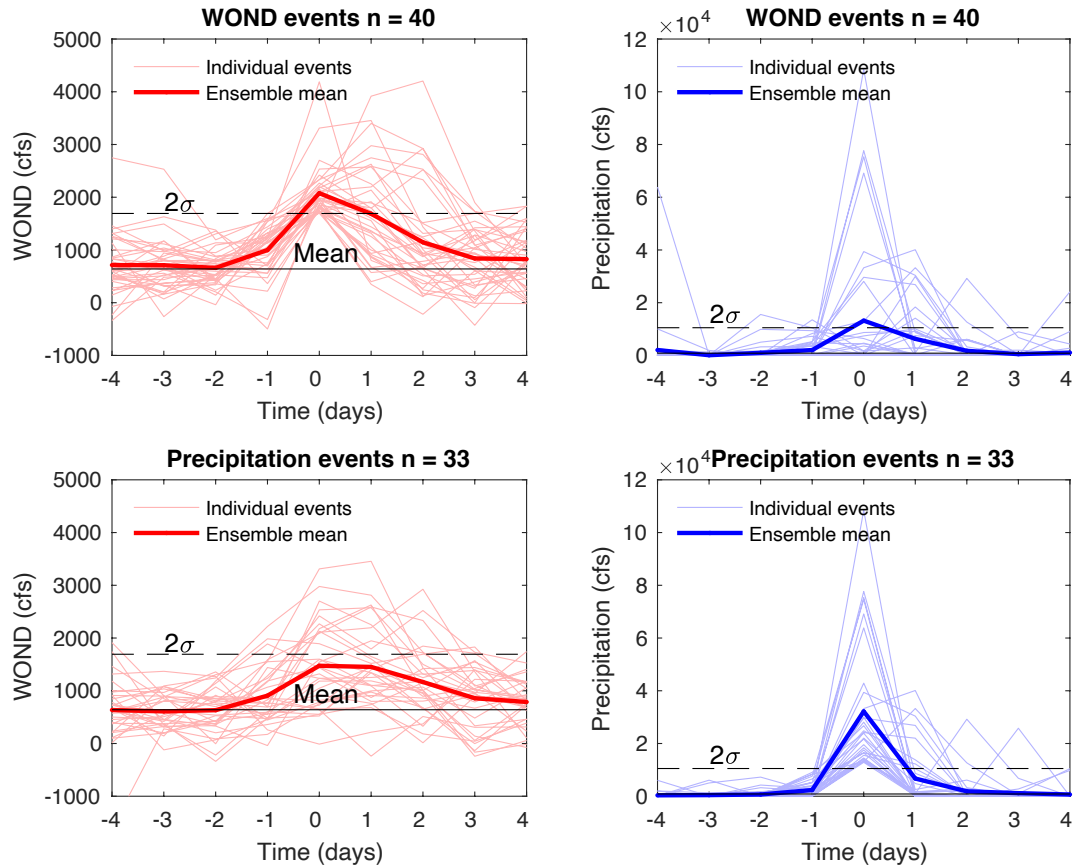 WOND events n = 40
5000
4000
3000
2000
1000
0
-1000
WOND (cfs)
Individual events
Ensemble mean
2σ
Mean
-4 -3 -2 -1 0 1 2 3 4
Time (days)
WOND events n = 40
×10⁴
12
10
8
6
4
2
0
Precipitation (cfs)
Individual events
Ensemble mean
2σ
-4 -3 -2 -1 0 1 2 3 4
Time (days)
Precipitation events n = 33
5000
4000
3000
2000
1000
0
-1000
WOND (cfs)
Individual events
Ensemble mean
2σ
Mean
-4 -3 -2 -1 0 1 2 3 4
Time (days)
Precipitation events n = 33
×10⁴
12
10
8
6
4
2
0
Precipitation (cfs)
Individual events
Ensemble mean
2σ
-4 -3 -2 -1 0 1 2 3 4
Time (days)